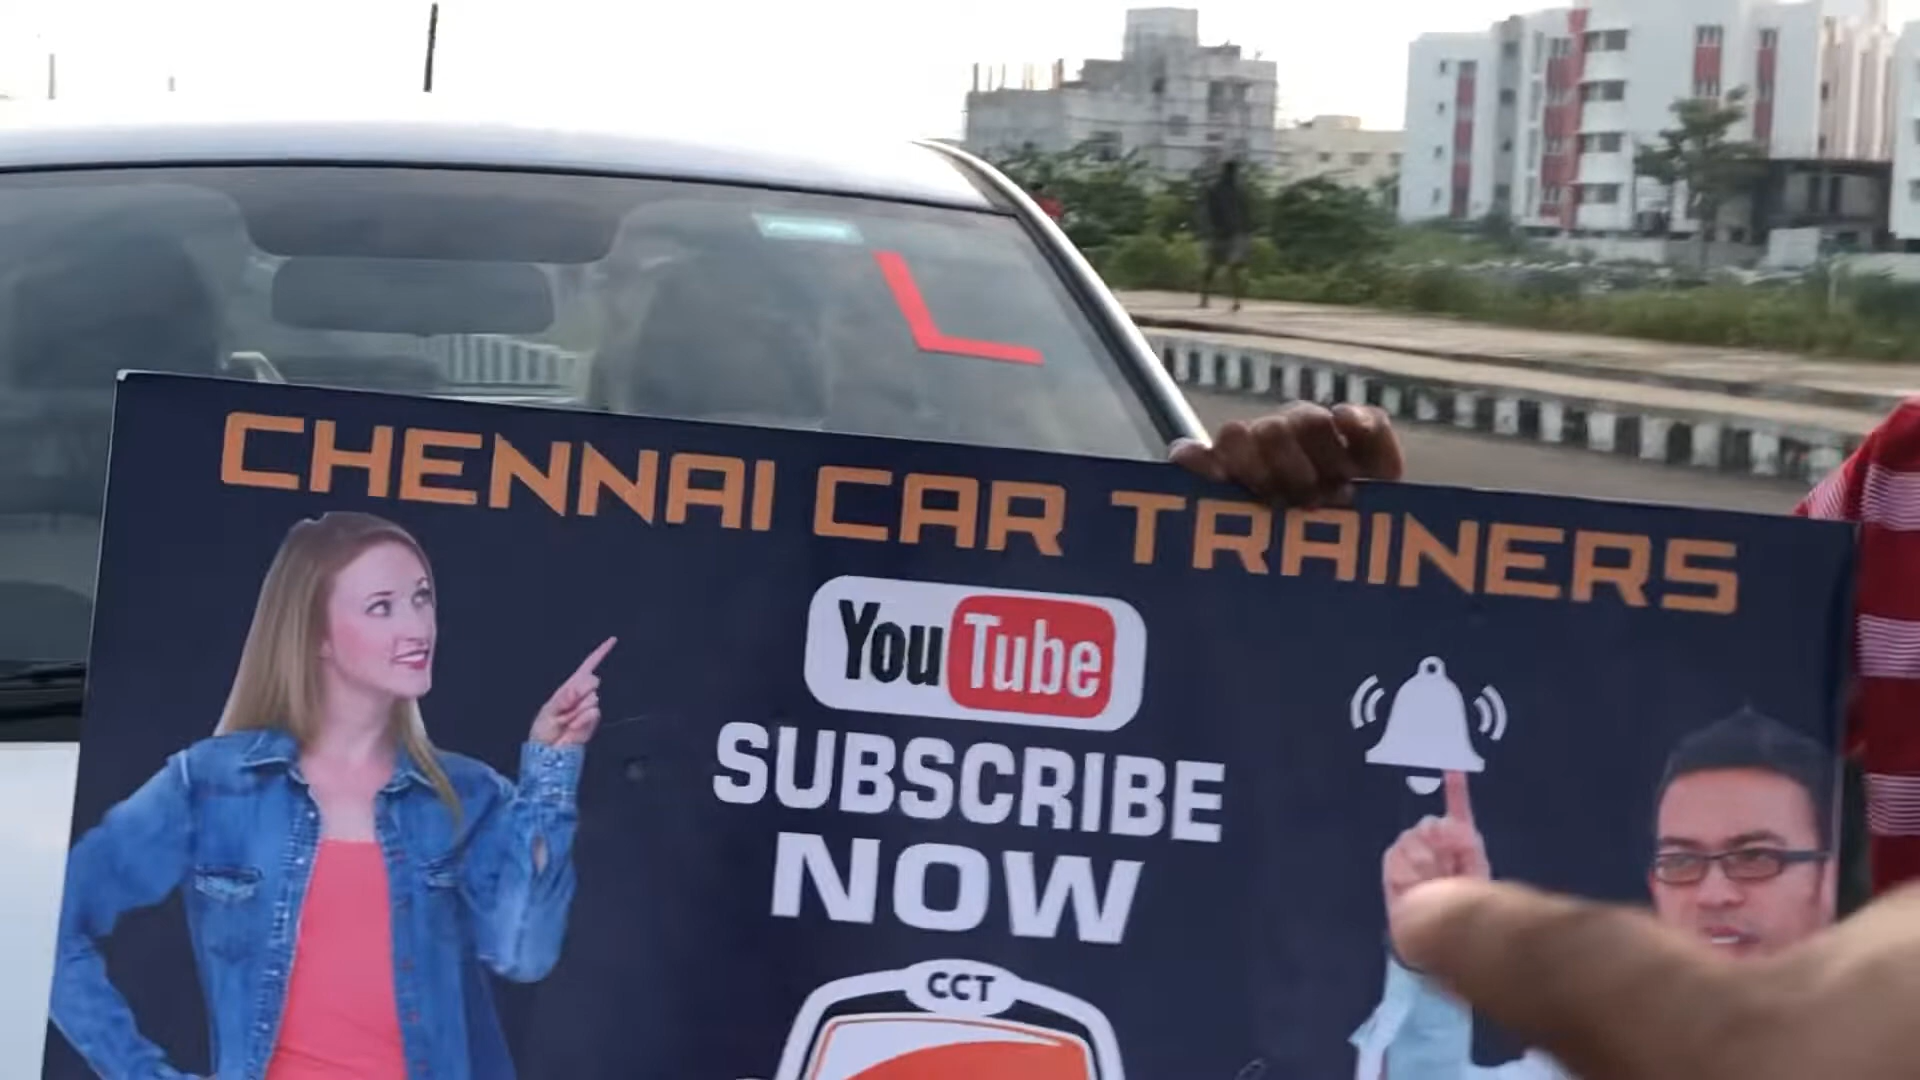 L
CHENNAI CAR TRAINERS
YouTube
SUBSCRIBE
NOW
CCT